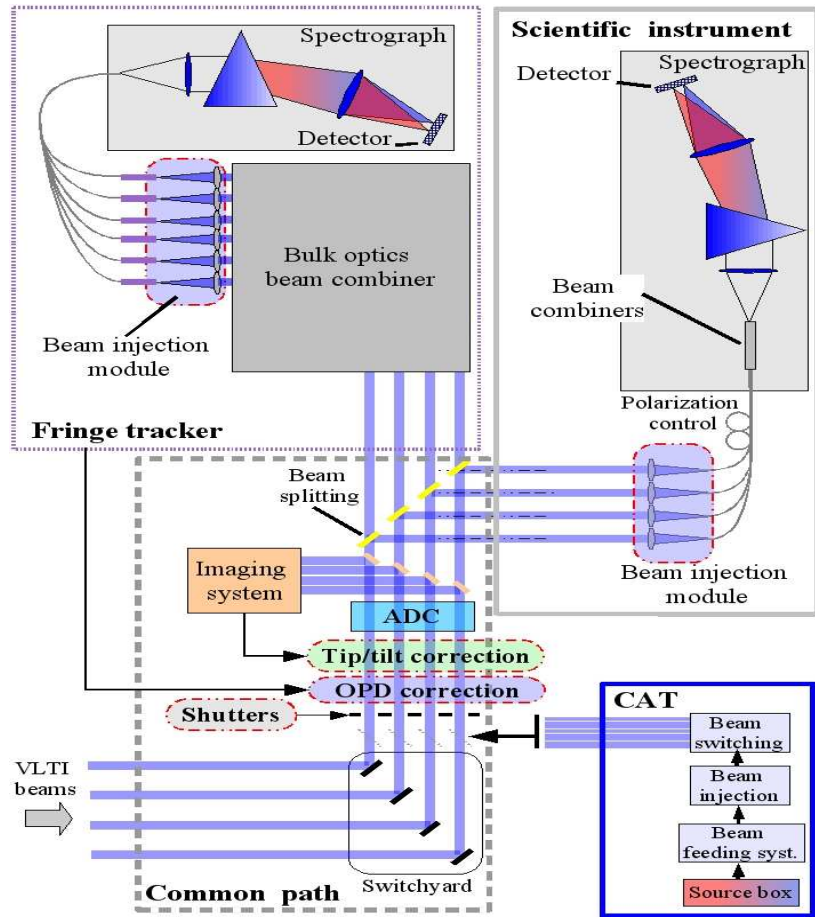 Spectrograph
Detector
Bulk optics
beam combiner
Beam injection
module
Fringe tracker
Scientific instrument
Spectrograph
Detector
Beam
combiners
Polarization
control
Beam injection
module
Beam
splitting
Imaging
system
ADC
Tip/tilt correction
OPD correction
Shutters
VLTI
beams
Switchyard
Common path
CAT
Beam
switching
Beam
injection
Beam
feeding syst.
Source box